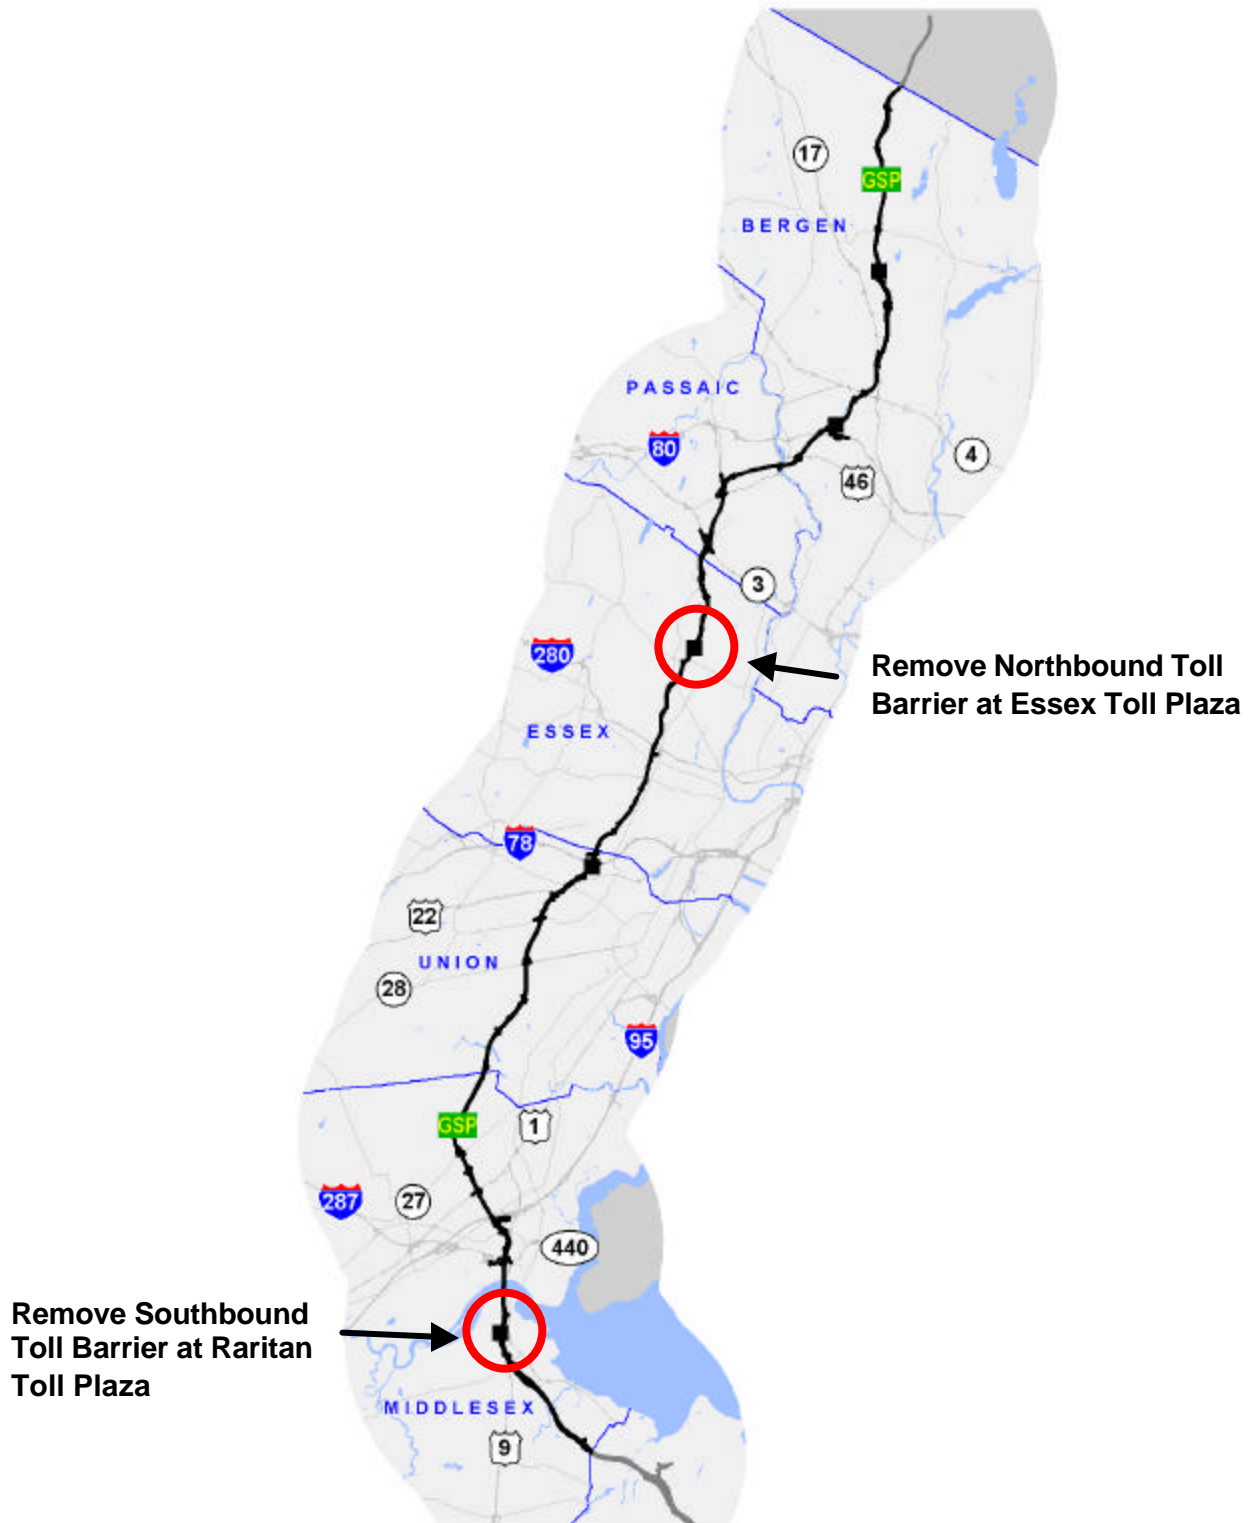 17
GSP
BERGEN
PASSAIC
80
4
46
3
280
Remove Northbound Toll
Barrier at Essex Toll Plaza
ESSEX
78
22
UNION
28
95
GSP
1
287
27
440
Remove Southbound
Toll Barrier at Raritan
Toll Plaza
MIDDLESEX
9